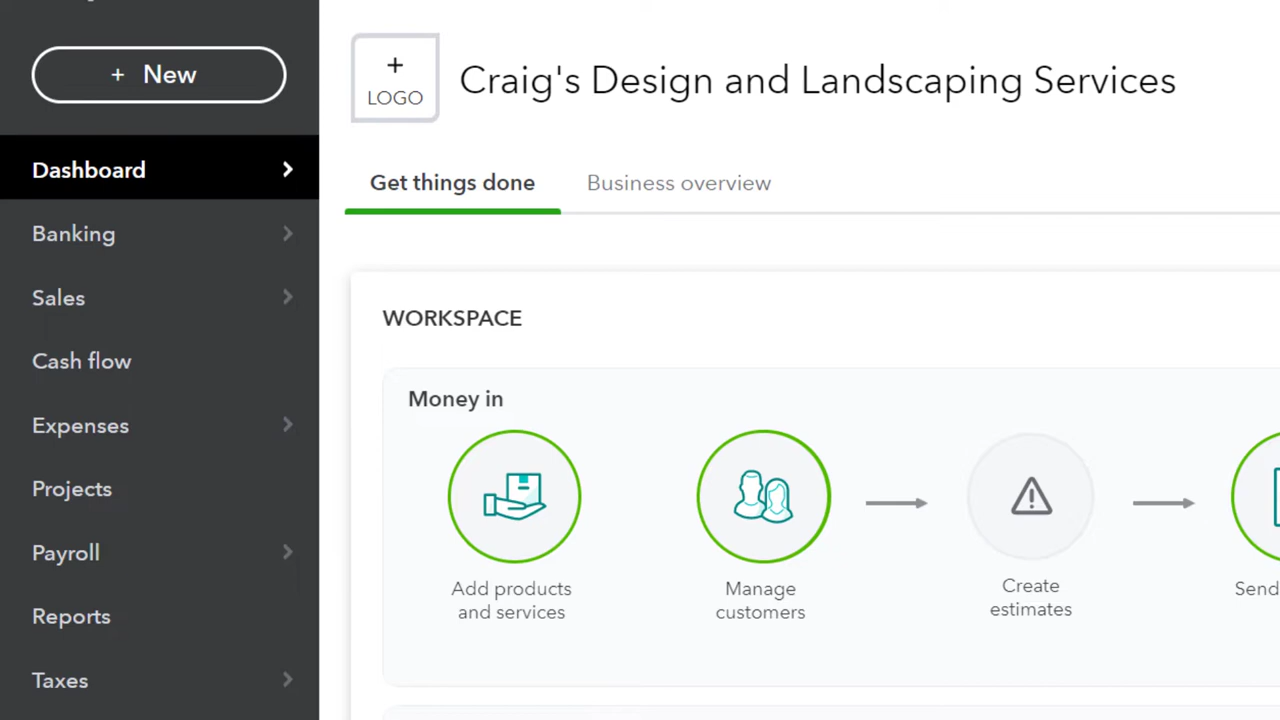 + New
Dashboard
Banking
Sales
Cash flow
Expenses
Projects
Payroll
Reports
Taxes
+
LOGO
Craig's Design and Landscaping Services
Get things done
Business overview
WORKSPACE
Money in
Add products
and services
Manage
customers
Create
estimates
Send